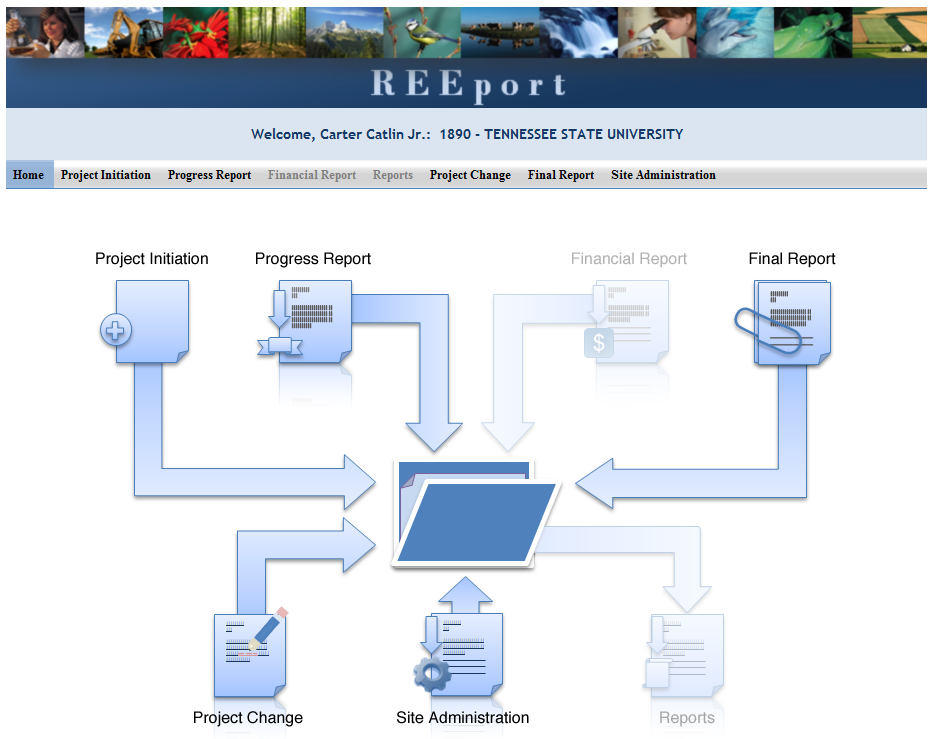 REEport
Welcome, Carter Catlin Jr.: 1890 - TENNESSEE STATE UNIVERSITY
Home Project Initiation Progress Report Financial Report Reports Project Change Final Report Site Administration
Project Initiation Progress Report Financial Report Final Report
$
Project Change Site Administration Reports